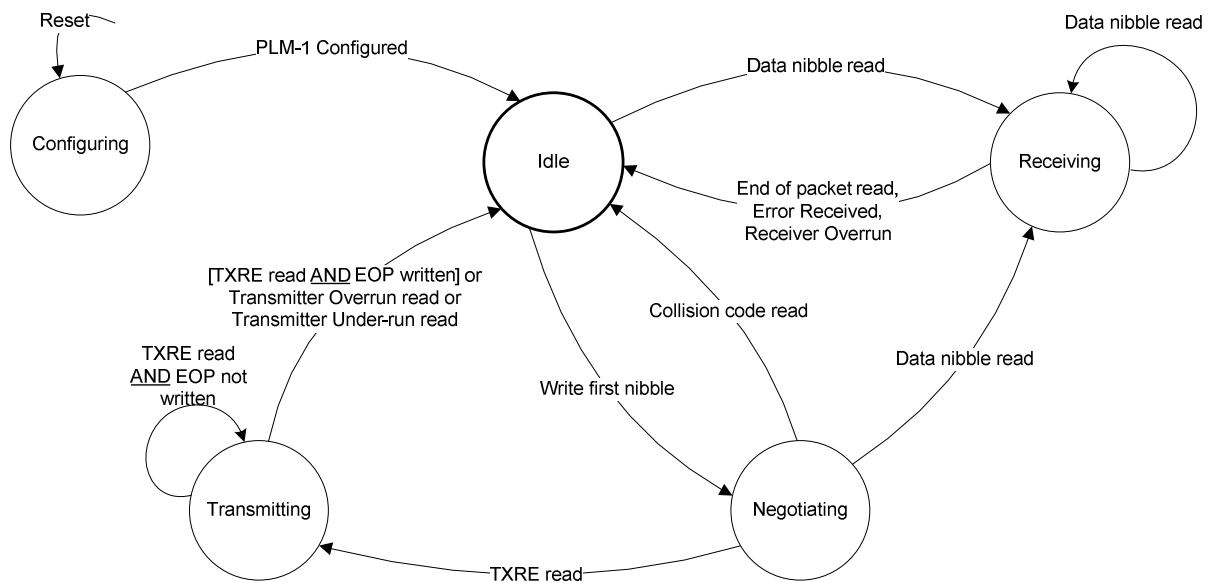 Reset
Data nibble read
PLM-1 Configured
Data nibble read
Configuring
Idle
Receiving
End of packet read,
Error Received,
Receiver Overrun
[TXRE read AND EOP written] or
Transmitter Overrun read or
Transmitter Under-run read
Collision code read
TXRE read
AND EOP not
written
Data nibble read
Write first nibble
Transmitting
Negotiating
TXRE read